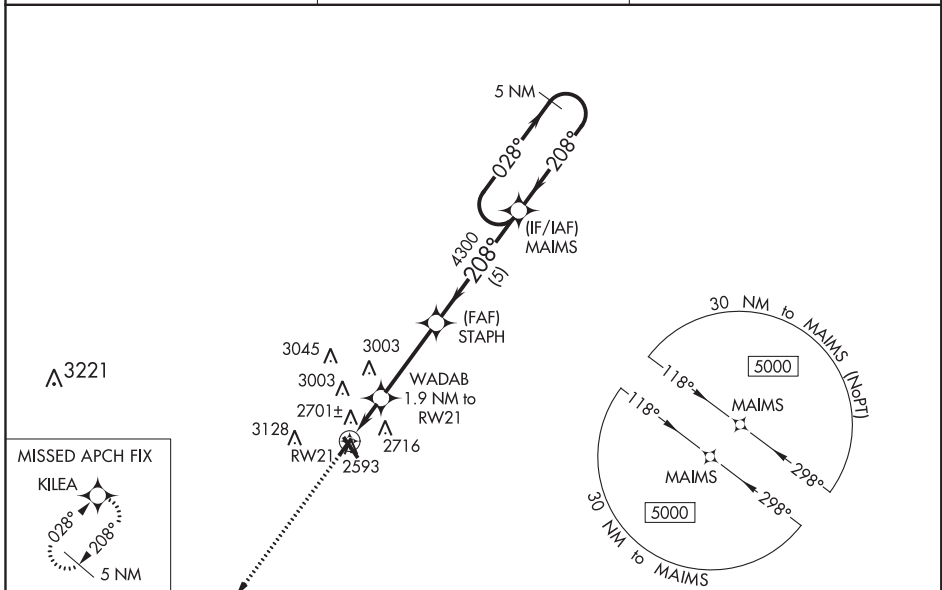 5 NM
028°
208°
(IF/IAF)
MAIMS
4300
208°
(5)
(FAF)
STAPH
3045
3003
3221
3003
WADAB
1.9 NM to
RW21
2701±
3128
RW21
2716
2593
MISSED APCH FIX
KILEA
028°
208°
5 NM
30 NM to MAIMS (NoPT)
5000
118°
MAIMS
298°
118°
MAIMS
298°
5000
30 NM to MAIMS